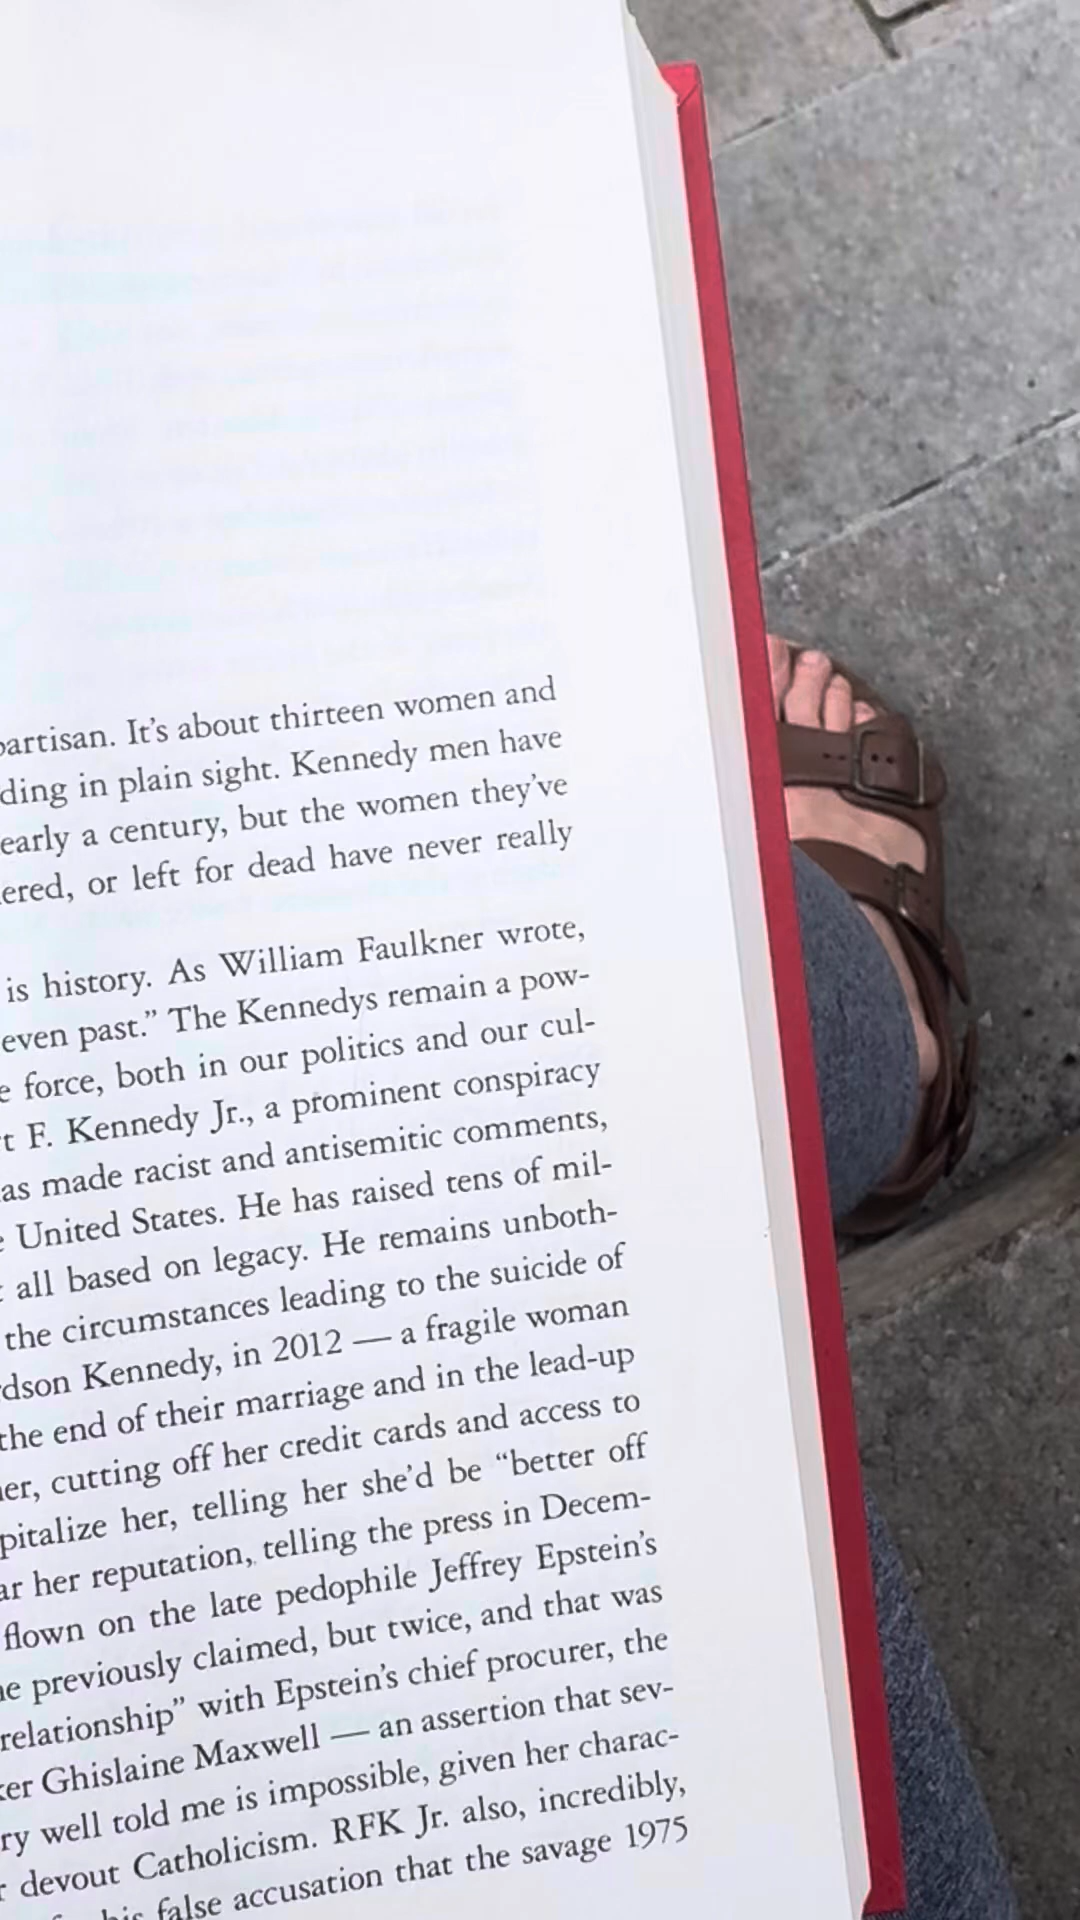 partisan. It’s about thirteen women and
ding in plain sight. Kennedy men have
early a century, but the women they’ve
ered, or left for dead have never really
is history. As William Faulkner wrote,
even past.” The Kennedys remain a pow-
e force, both in our politics and our cul-
t F. Kennedy Jr., a prominent conspiracy
as made racist and antisemitic comments,
e United States. He has raised tens of mil-
t all based on legacy. He remains unboth-
the circumstances leading to the suicide of
dson Kennedy, in 2012 — a fragile woman
the end of their marriage and in the lead-up
her, cutting off her credit cards and access to
pitalize her, telling her she’d be “better off
ar her reputation, telling the press in Decem-
flown on the late pedophile Jeffrey Epstein’s
he previously claimed, but twice, and that was
relationship” with Epstein’s chief procurer, the
ker Ghislaine Maxwell — an assertion that sev-
ry well told me is impossible, given her charac-
r devout Catholicism. RFK Jr. also, incredibly,
his false accusation that the savage 1975